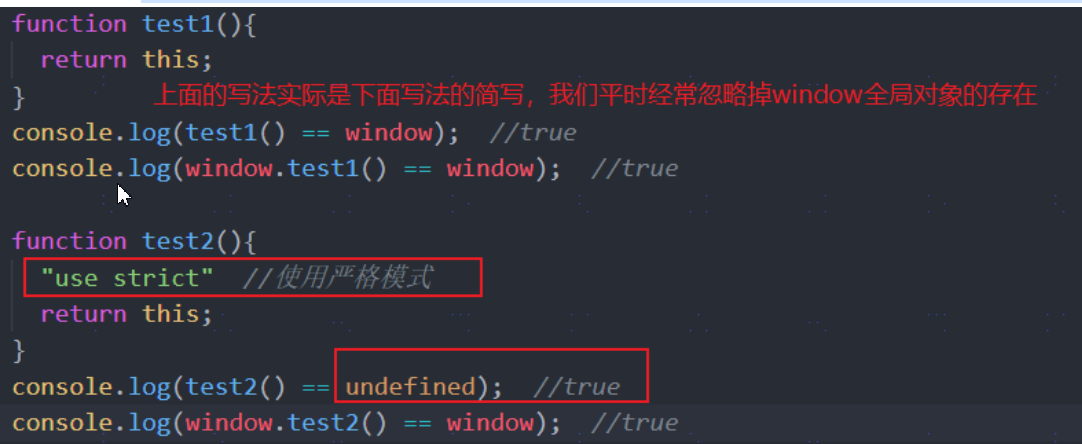 function test1(){
  return this;
}
上面的写法实际是下面写法的简写，我们平时经常忽略掉window全局对象的存在
console.log(test1() == window);  //true
console.log(window.test1() == window);  //true
function test2(){
  "use strict"  //使用严格模式
  return this;
}
console.log(test2() == undefined);  //true
console.log(window.test2() == window);  //true